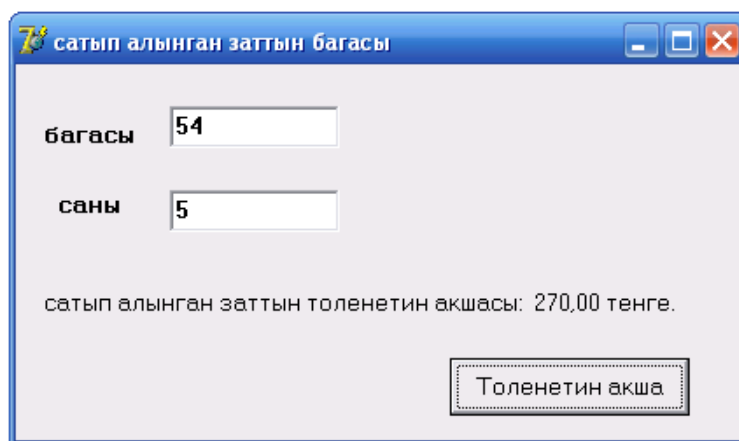 сатып алынган заттын багасы
багасы 54
саны 5
сатып алынган заттын толенетин акшасы: 270,00 тенге.
Толенетин акша